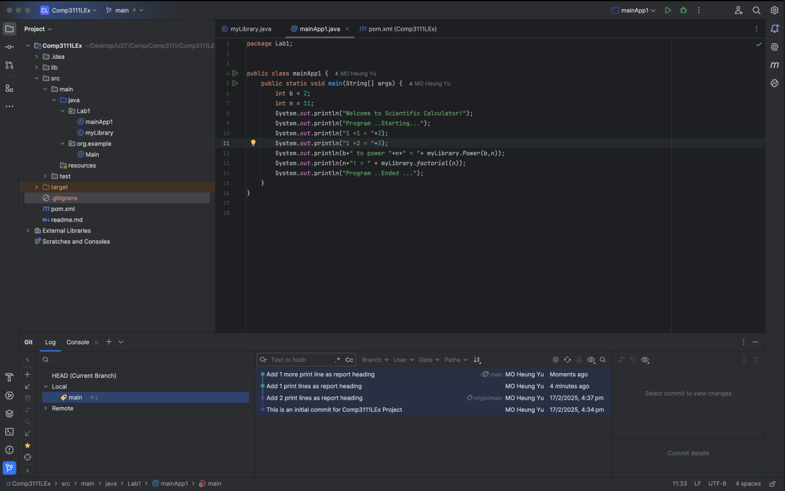 CL Comp3111LEx main mainApp1
Project
myLibrary.java mainApp1.java pom.xml (Comp3111LEx)
Comp3111LEx ~/Desktop/UST/Comp/Comp3111/Comp3111LE
.idea
lib
src
main
java
Lab1
mainApp1
myLibrary
org.example
Main
resources
test
target
.gitignore
pom.xml
readme.md
External Libraries
Scratches and Consoles
1 package Lab1;
2
3
4 public class mainApp1 { MO Heung Yu
5 public static void main(String[] args) { MO Heung Yu
6 int b = 2;
7 int n = 11;
8 System.out.println("Welcome to Scientific Calculator!");
9 System.out.println("Program ..Starting...");
10 System.out.println("1 +1 = "+2);
11 System.out.println("1 +2 = "+3);
12 System.out.println(b+" to power "+n+" = "+ myLibrary.Power(b,n));
13 System.out.println(n+"! = " + myLibrary.factorial(n));
14 System.out.println("Program ..Ended ...");
15 }
16 }
17
18
Git Log Console
Text or hash .* Cc Branch User Date Paths
HEAD (Current Branch)
Local
main 2
Remote
Add 1 more print line as report heading main MO Heung Yu Moments ago
Add 1 print lines as report heading MO Heung Yu 4 minutes ago
Add 2 print lines as report heading origin/main MO Heung Yu 17/2/2025, 4:37 pm
This is an initial commit for Comp3111LEx Project MO Heung Yu 17/2/2025, 4:34 pm
Select commit to view changes
Commit details
Comp3111LEx > src > main > java > Lab1 > mainApp1 > main 11:33 LF UTF-8 4 spaces